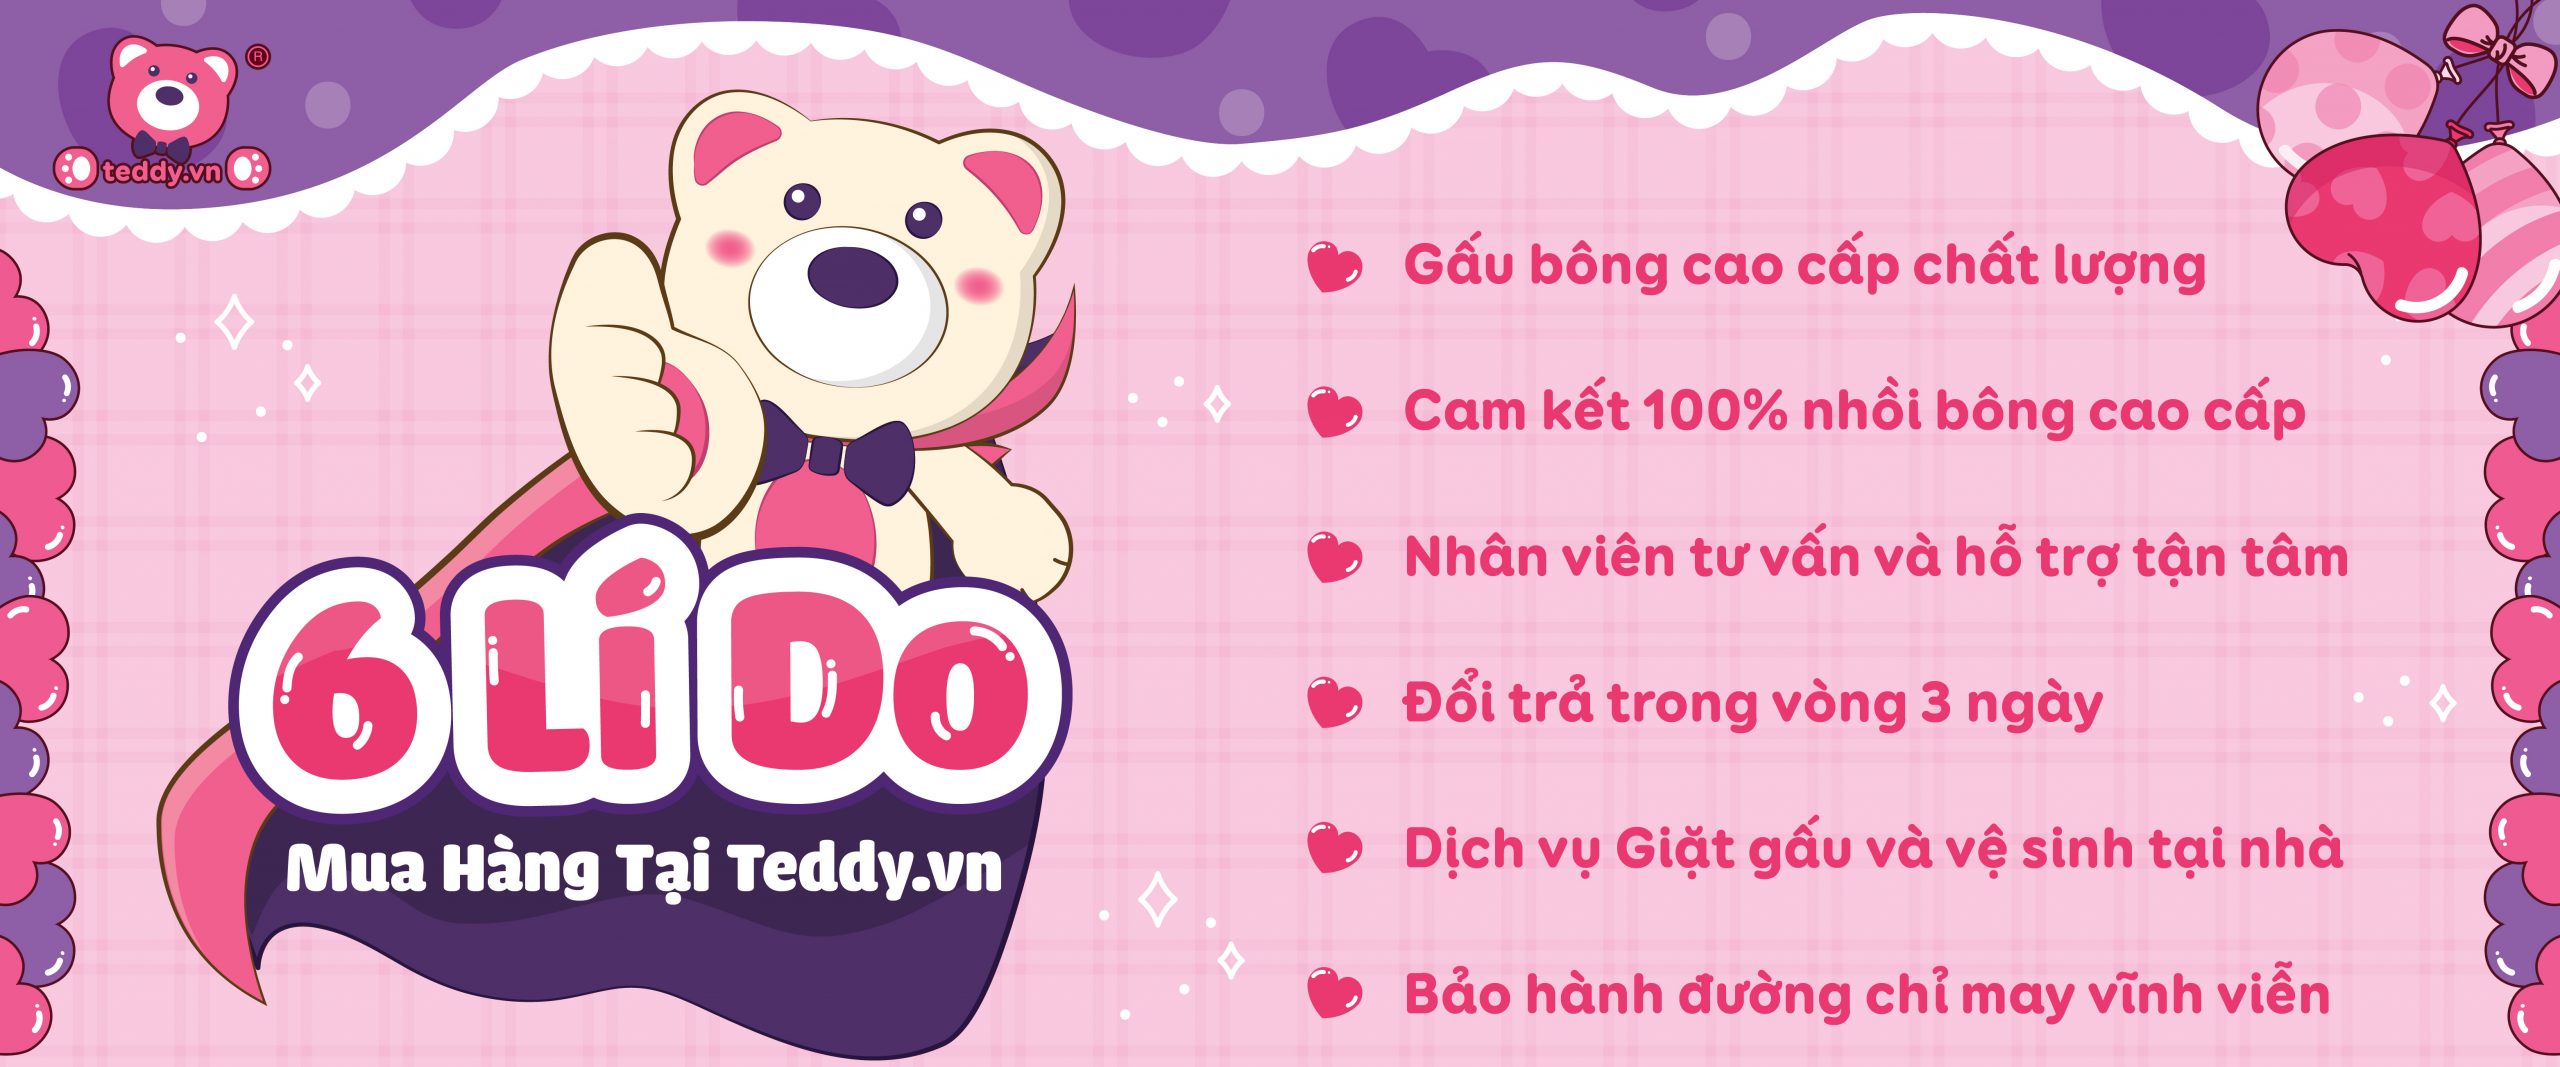 teddy.vn
®
6 Lí Do
Mua Hàng Tại Teddy.vn
Gấu bông cao cấp chất lượng
Cam kết 100% nhồi bông cao cấp
Nhân viên tư vấn và hỗ trợ tận tâm
Đổi trả trong vòng 3 ngày
Dịch vụ Giặt gấu và vệ sinh tại nhà
Bảo hành đường chỉ may vĩnh viễn